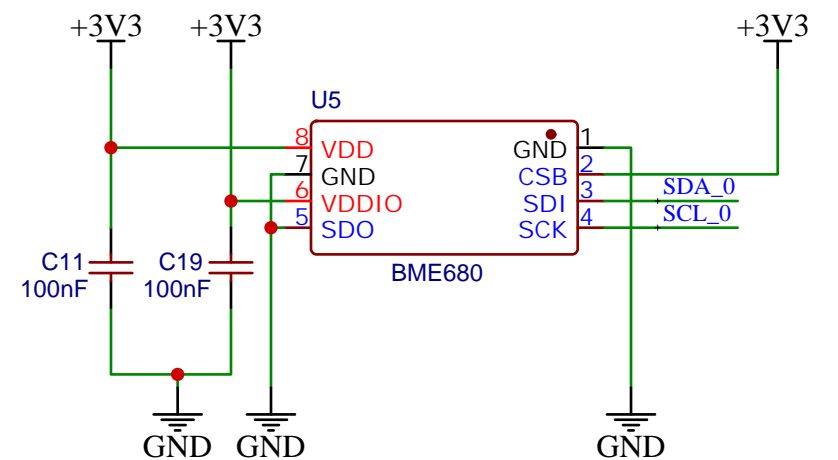 +3V3 +3V3 +3V3
U5
8 VDD GND 1
7 GND CSB 2
6 VDDIO SDI 3 SDA_0
5 SDO SCK 4 SCL_0
C11 100nF
C19 100nF
BME680
GND GND GND